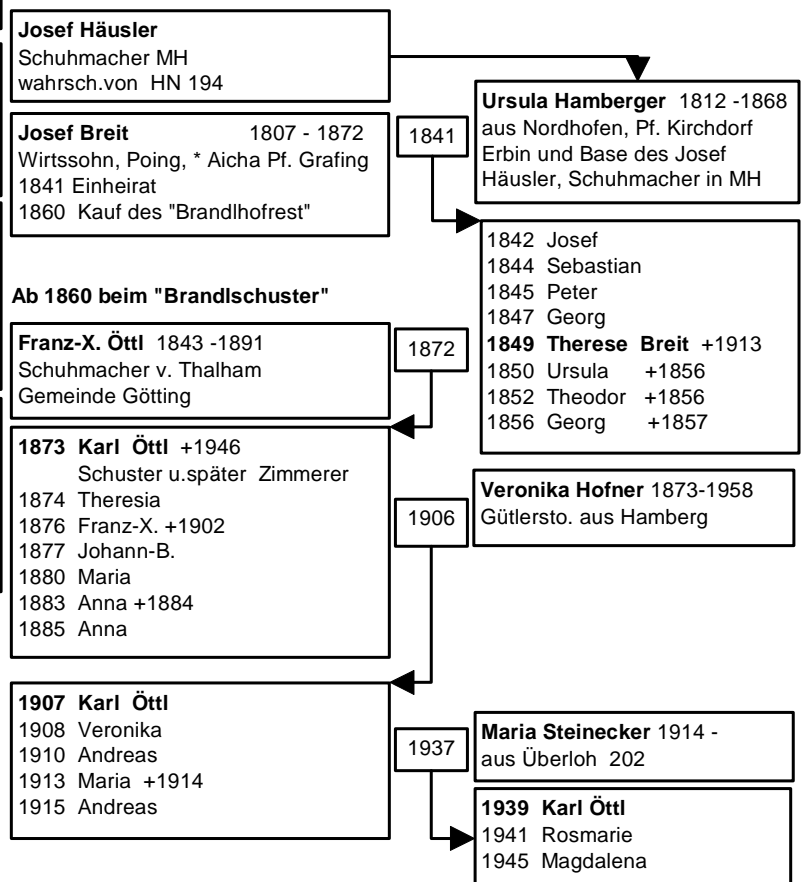 Josef Häusler
Schuhmacher MH
wahrsch.von HN 194
Ursula Hamberger 1812 -1868
aus Nordhofen, Pf. Kirchdorf
Erbin und Base des Josef
Häusler, Schuhmacher in MH
Josef Breit 1807 - 1872
Wirtssohn, Poing, * Aicha Pf. Grafing
1841 Einheirat
1860 Kauf des "Brandlhofrest"
1841
1842 Josef
1844 Sebastian
1845 Peter
1847 Georg
1849 Therese Breit +1913
1850 Ursula +1856
1852 Theodor +1856
1856 Georg +1857
Ab 1860 beim "Brandlschuster"
Franz-X. Öttl 1843 -1891
Schuhmacher v. Thalham
Gemeinde Götting
1872
1873 Karl Öttl +1946
Schuster u.später Zimmerer
1874 Theresia
1876 Franz-X. +1902
1877 Johann-B.
1880 Maria
1883 Anna +1884
1885 Anna
1906
Veronika Hofner 1873-1958
Gütlersto. aus Hamberg
1907 Karl Öttl
1908 Veronika
1910 Andreas
1913 Maria +1914
1915 Andreas
1937
Maria Steinecker 1914 -
aus Überloh 202
1939 Karl Öttl
1941 Rosmarie
1945 Magdalena